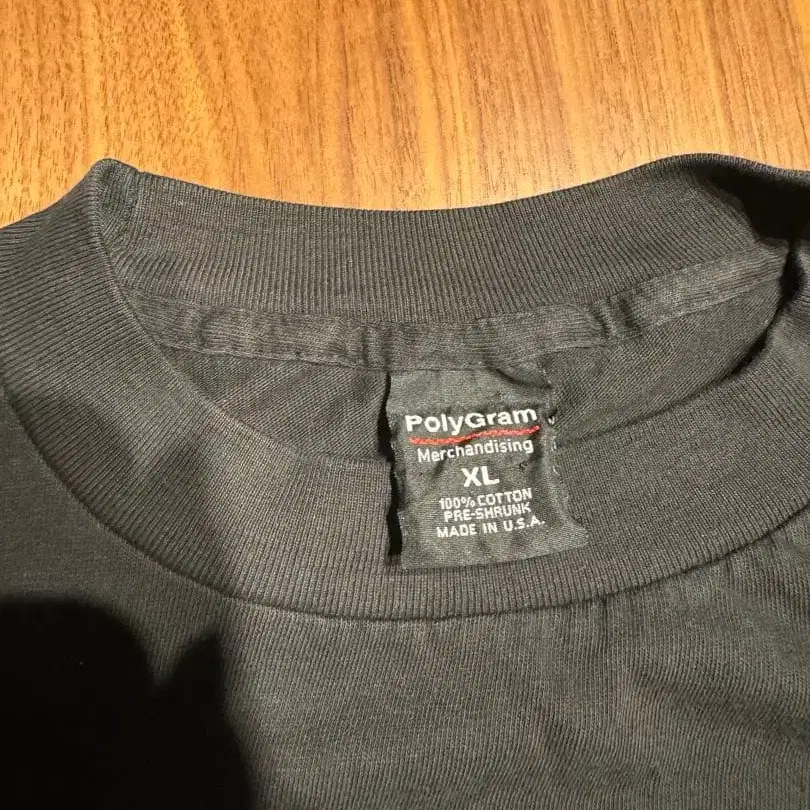 PolyGram
Merchandising
XL
100% COTTON
PRE-SHRUNK
MADE IN U.S.A.